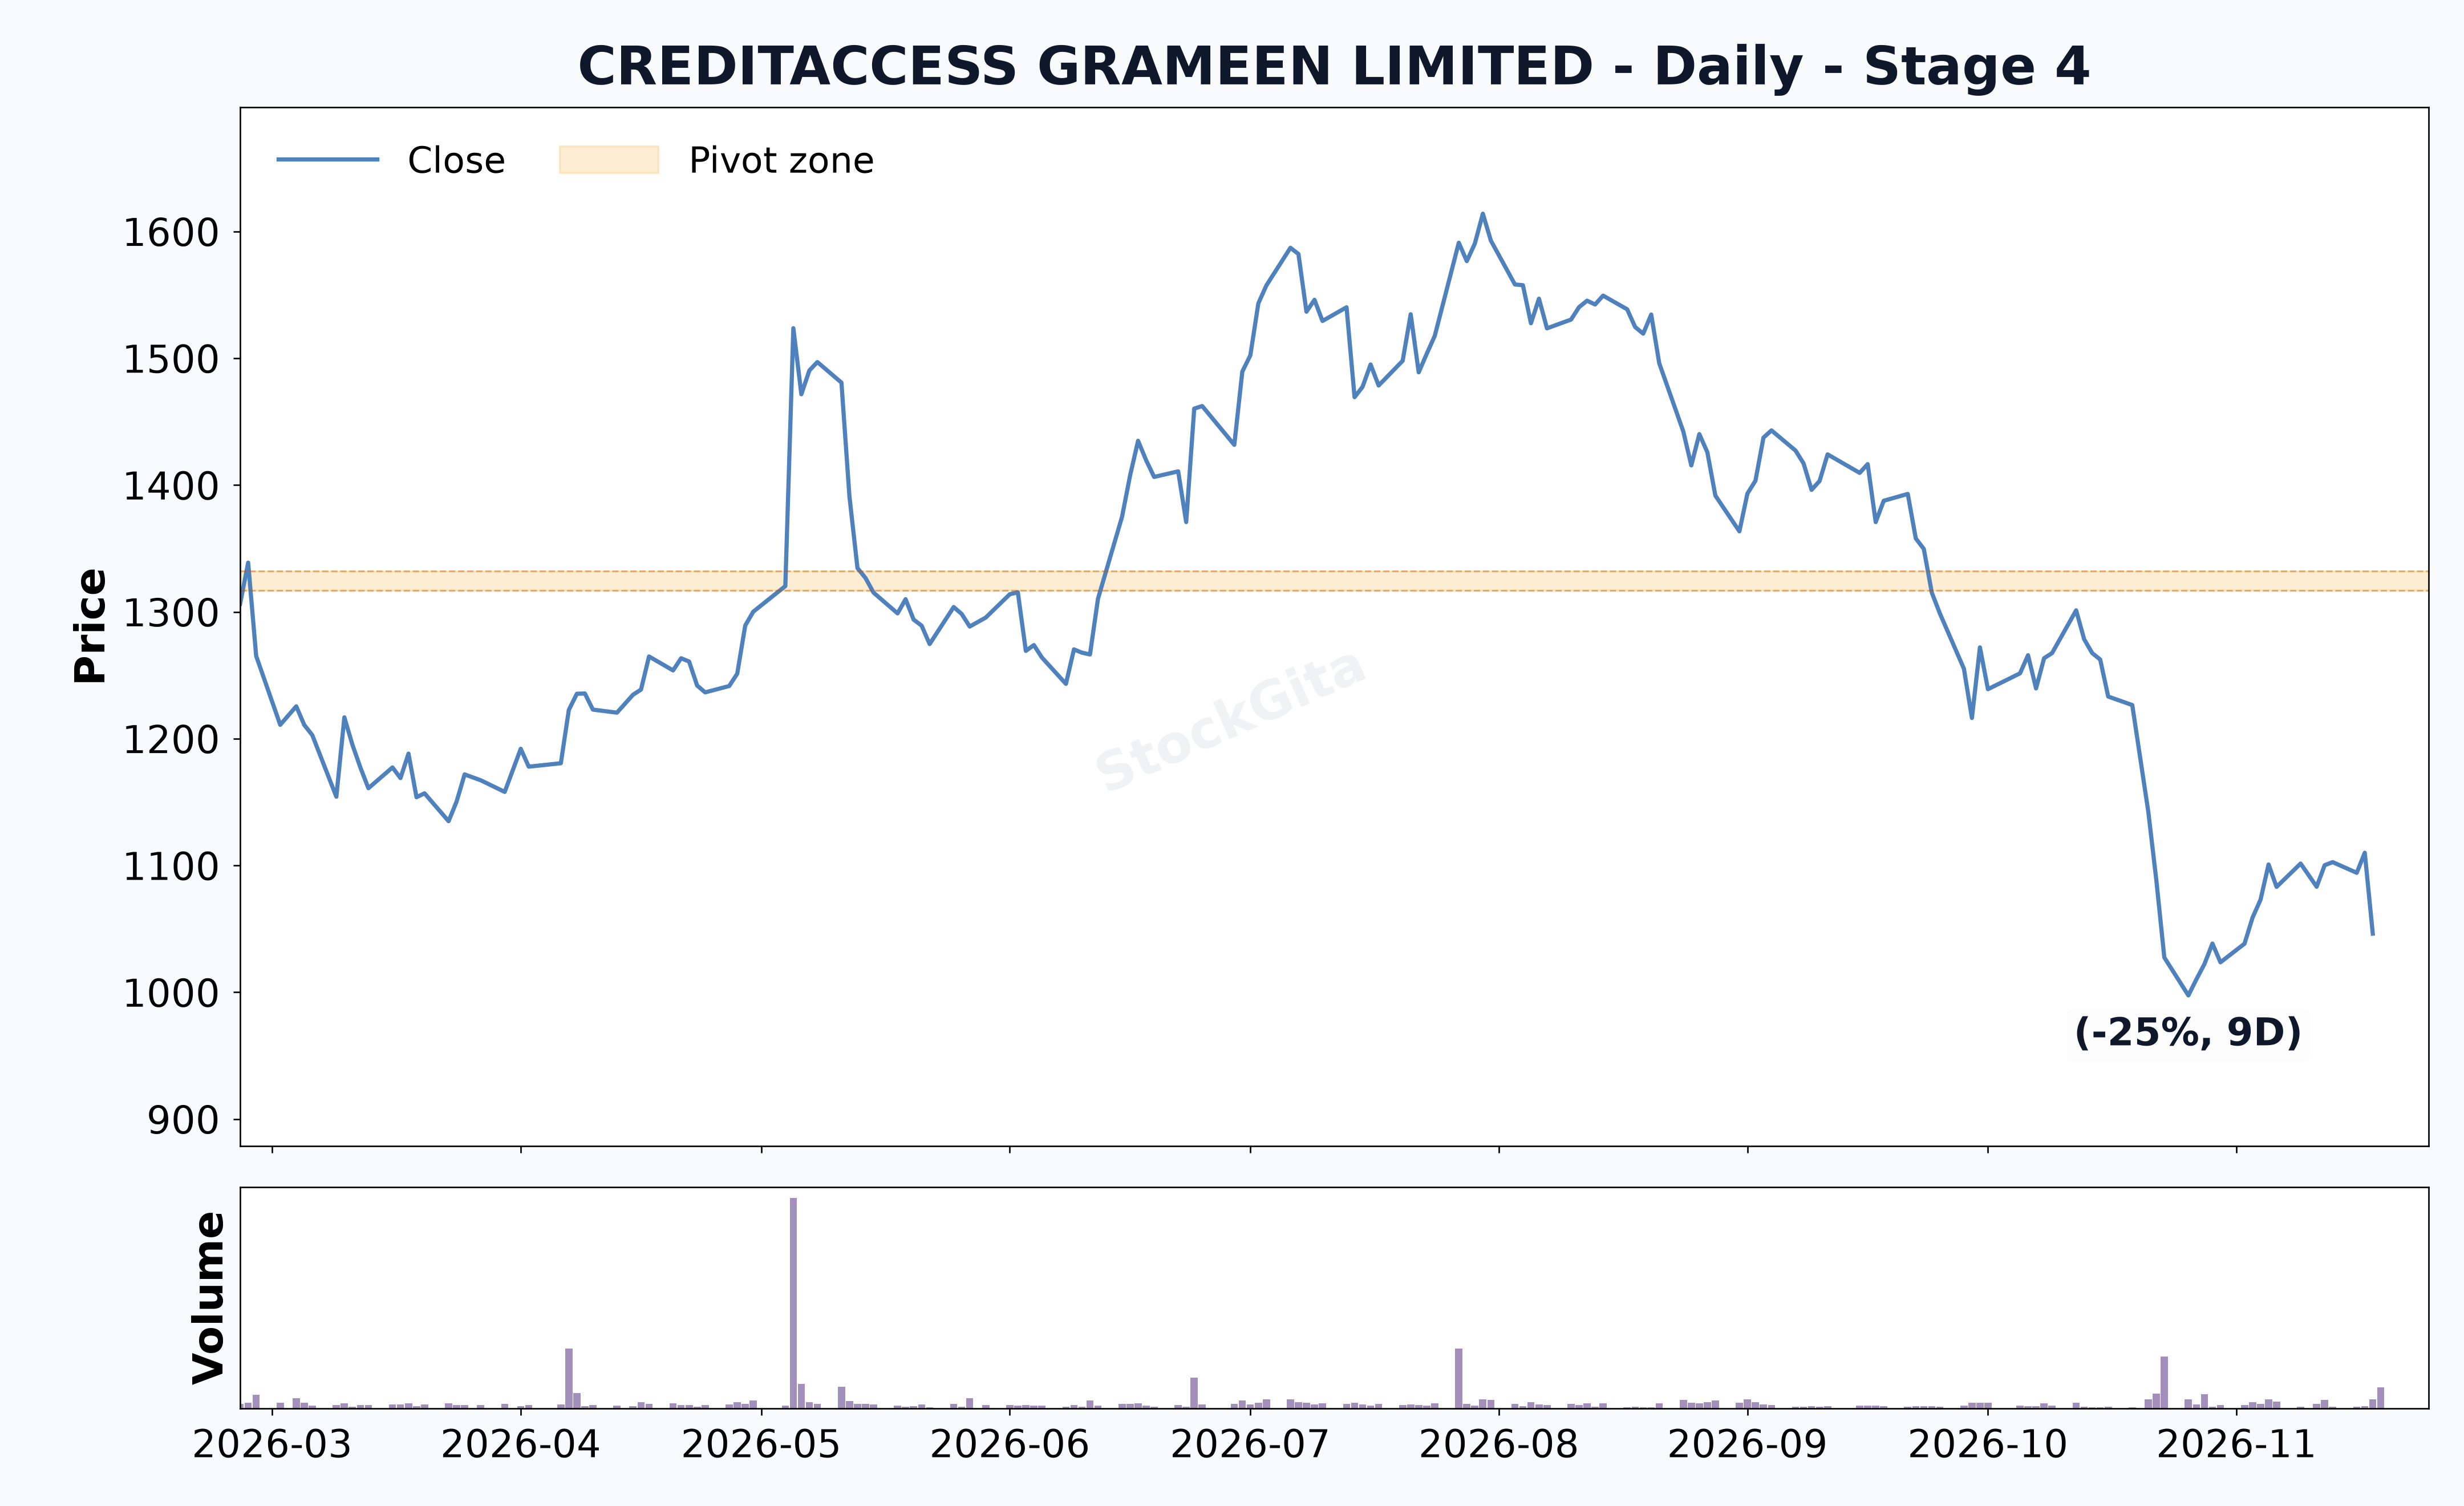 CREDITACCESS GRAMEEN LIMITED - Daily - Stage 4
Close
Pivot zone
1600
1500
1400
1300
1200
1100
1000
900
Price
StockGita
(-25%, 9D)
Volume
2026-03
2026-04
2026-05
2026-06
2026-07
2026-08
2026-09
2026-10
2026-11